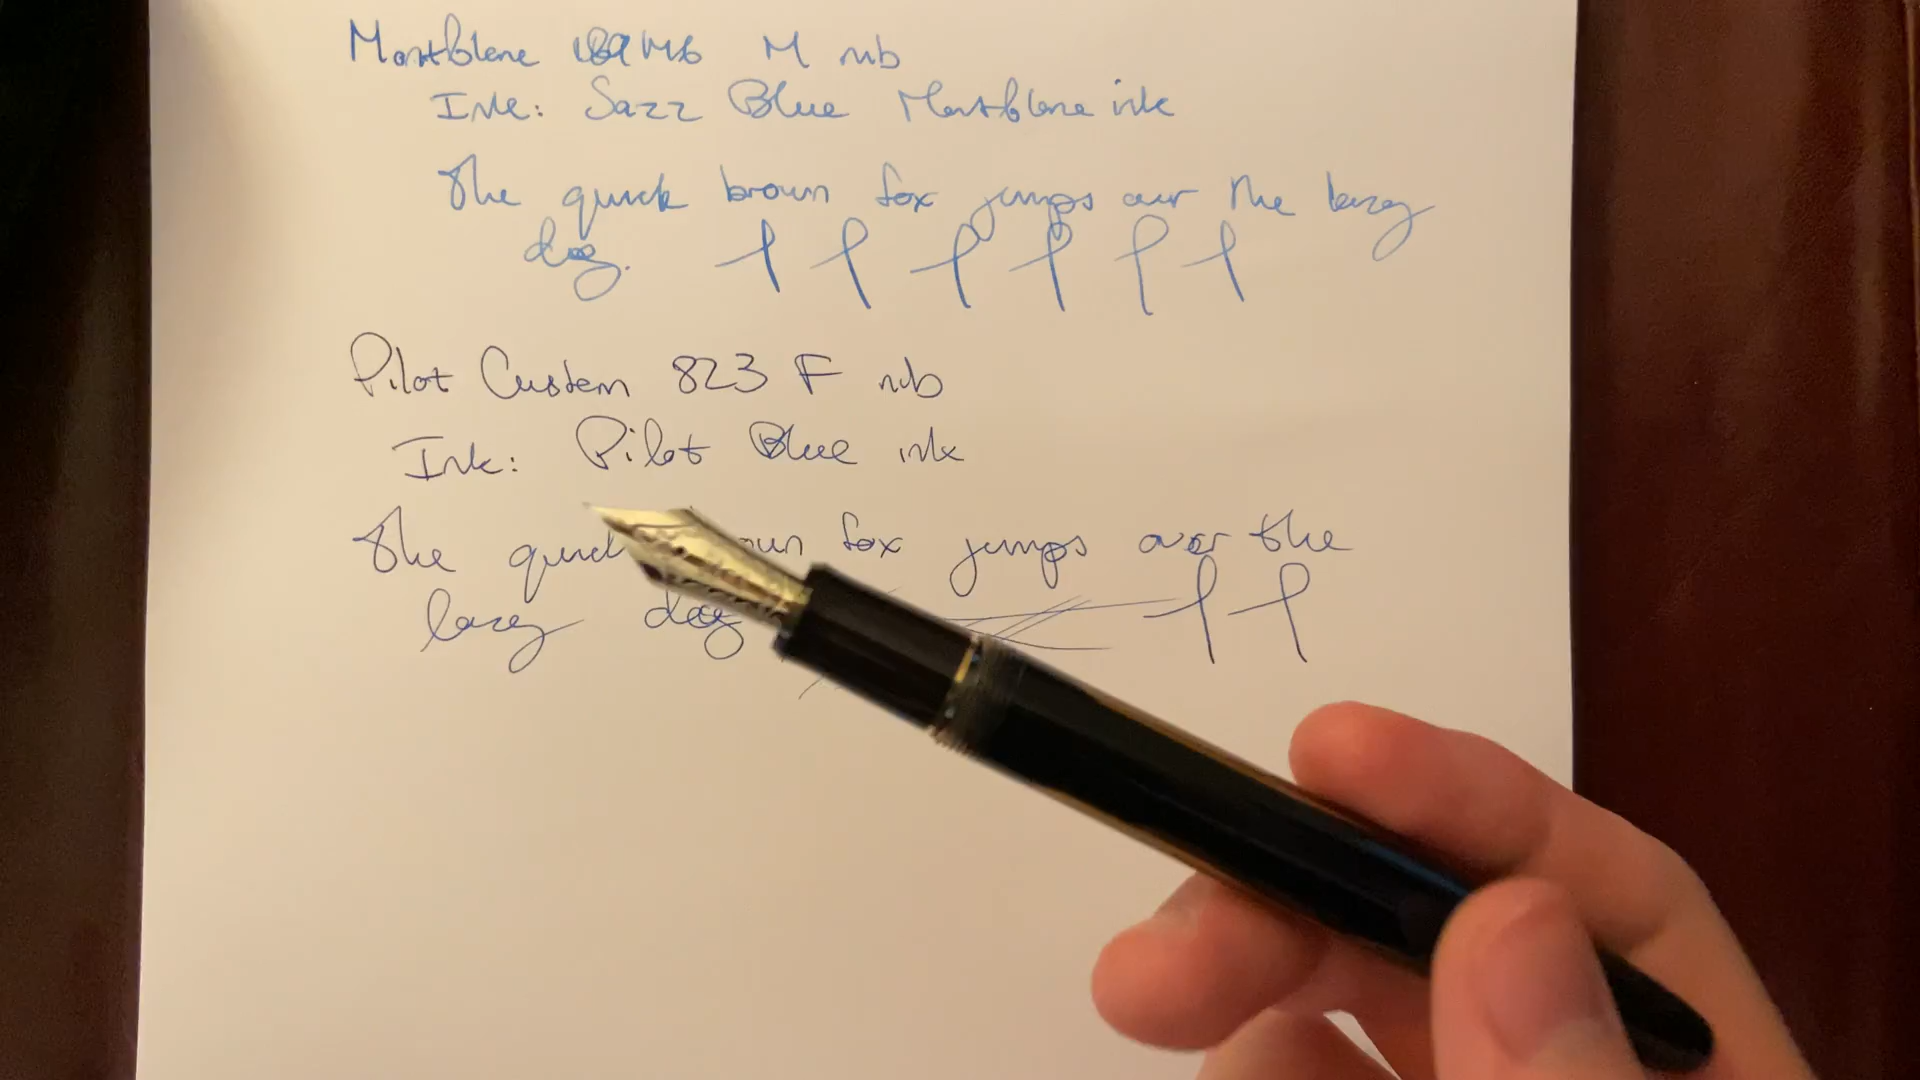 Montblanc M nib
Ink: Jazz Blue Montblanc ink
The quick brown fox jumps over the lazy
dog.
Pilot Custom 823 F nib
Ink: Pilot Blue ink
The quick fox jumps over the
lazy dog